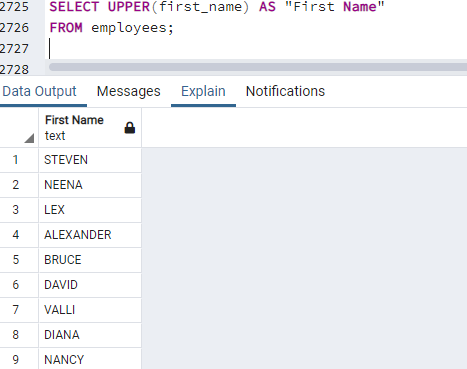 2725 SELECT UPPER(first_name) AS "First Name"
2726 FROM employees;
2727
2728
Data Output Messages Explain Notifications
First Name
text
1 STEVEN
2 NEENA
3 LEX
4 ALEXANDER
5 BRUCE
6 DAVID
7 VALLI
8 DIANA
9 NANCY